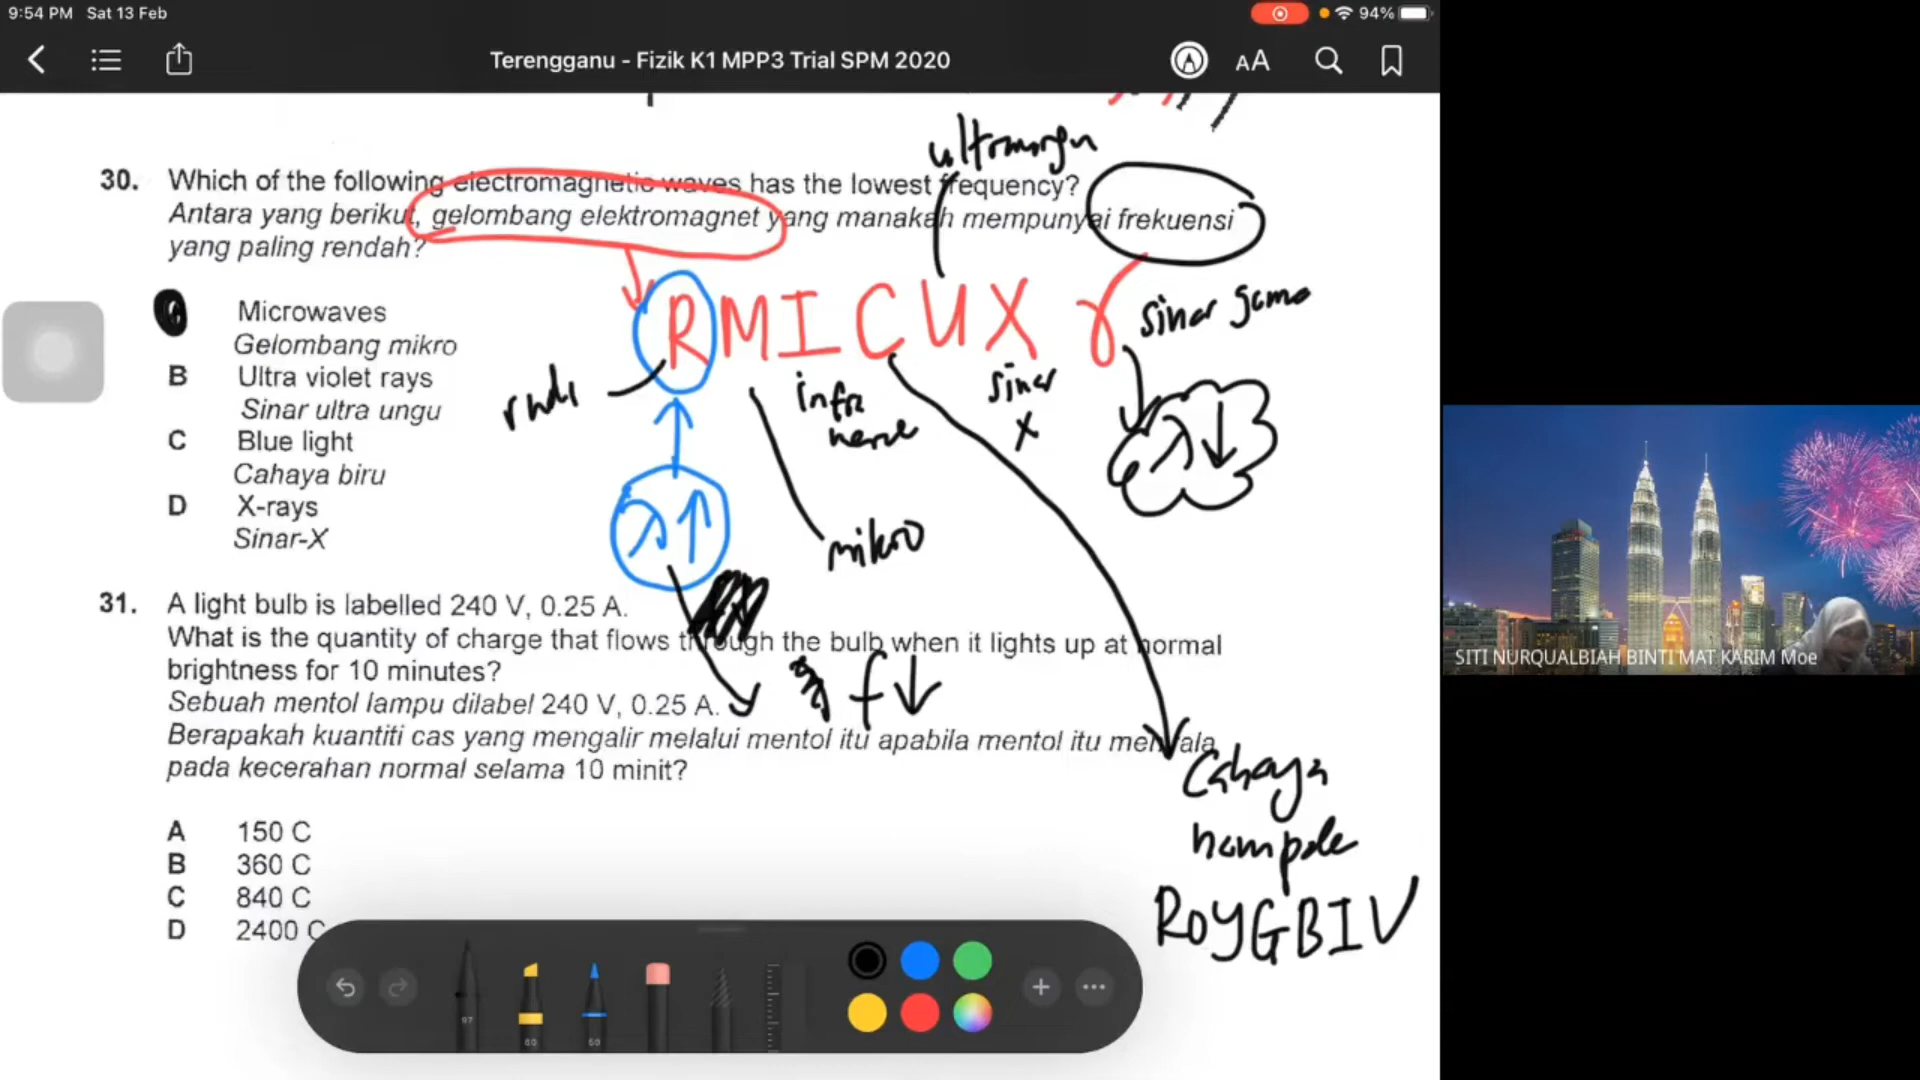 9:54 PM Sat 13 Feb
94%
Terengganu - Fizik K1 MPP3 Trial SPM 2020
AA
ultraungu
30. Which of the following electromagnetic waves has the lowest frequency?
Antara yang berikut, gelombang elektromagnet yang manakah mempunyai frekuensi
yang paling rendah?
R M I C U X γ
sinar gama
Microwaves
Gelombang mikro
B Ultra violet rays
Sinar ultra ungu
C Blue light
Cahaya biru
D X-rays
Sinar-X
infra
sinar
X
λ↓
λ↑
mikro
31. A light bulb is labelled 240 V, 0.25 A.
What is the quantity of charge that flows through the bulb when it lights up at normal
brightness for 10 minutes?
Sebuah mentol lampu dilabel 240 V, 0.25 A.
f↓
Berapakah kuantiti cas yang mengalir melalui mentol itu apabila mentol itu menyala
pada kecerahan normal selama 10 minit?
Cahaya
nampak
ROYGBIV
A 150 C
B 360 C
C 840 C
D 2400 C
97
80
50
SITI NURQUALBIAH BINTI MAT KARIM Moe